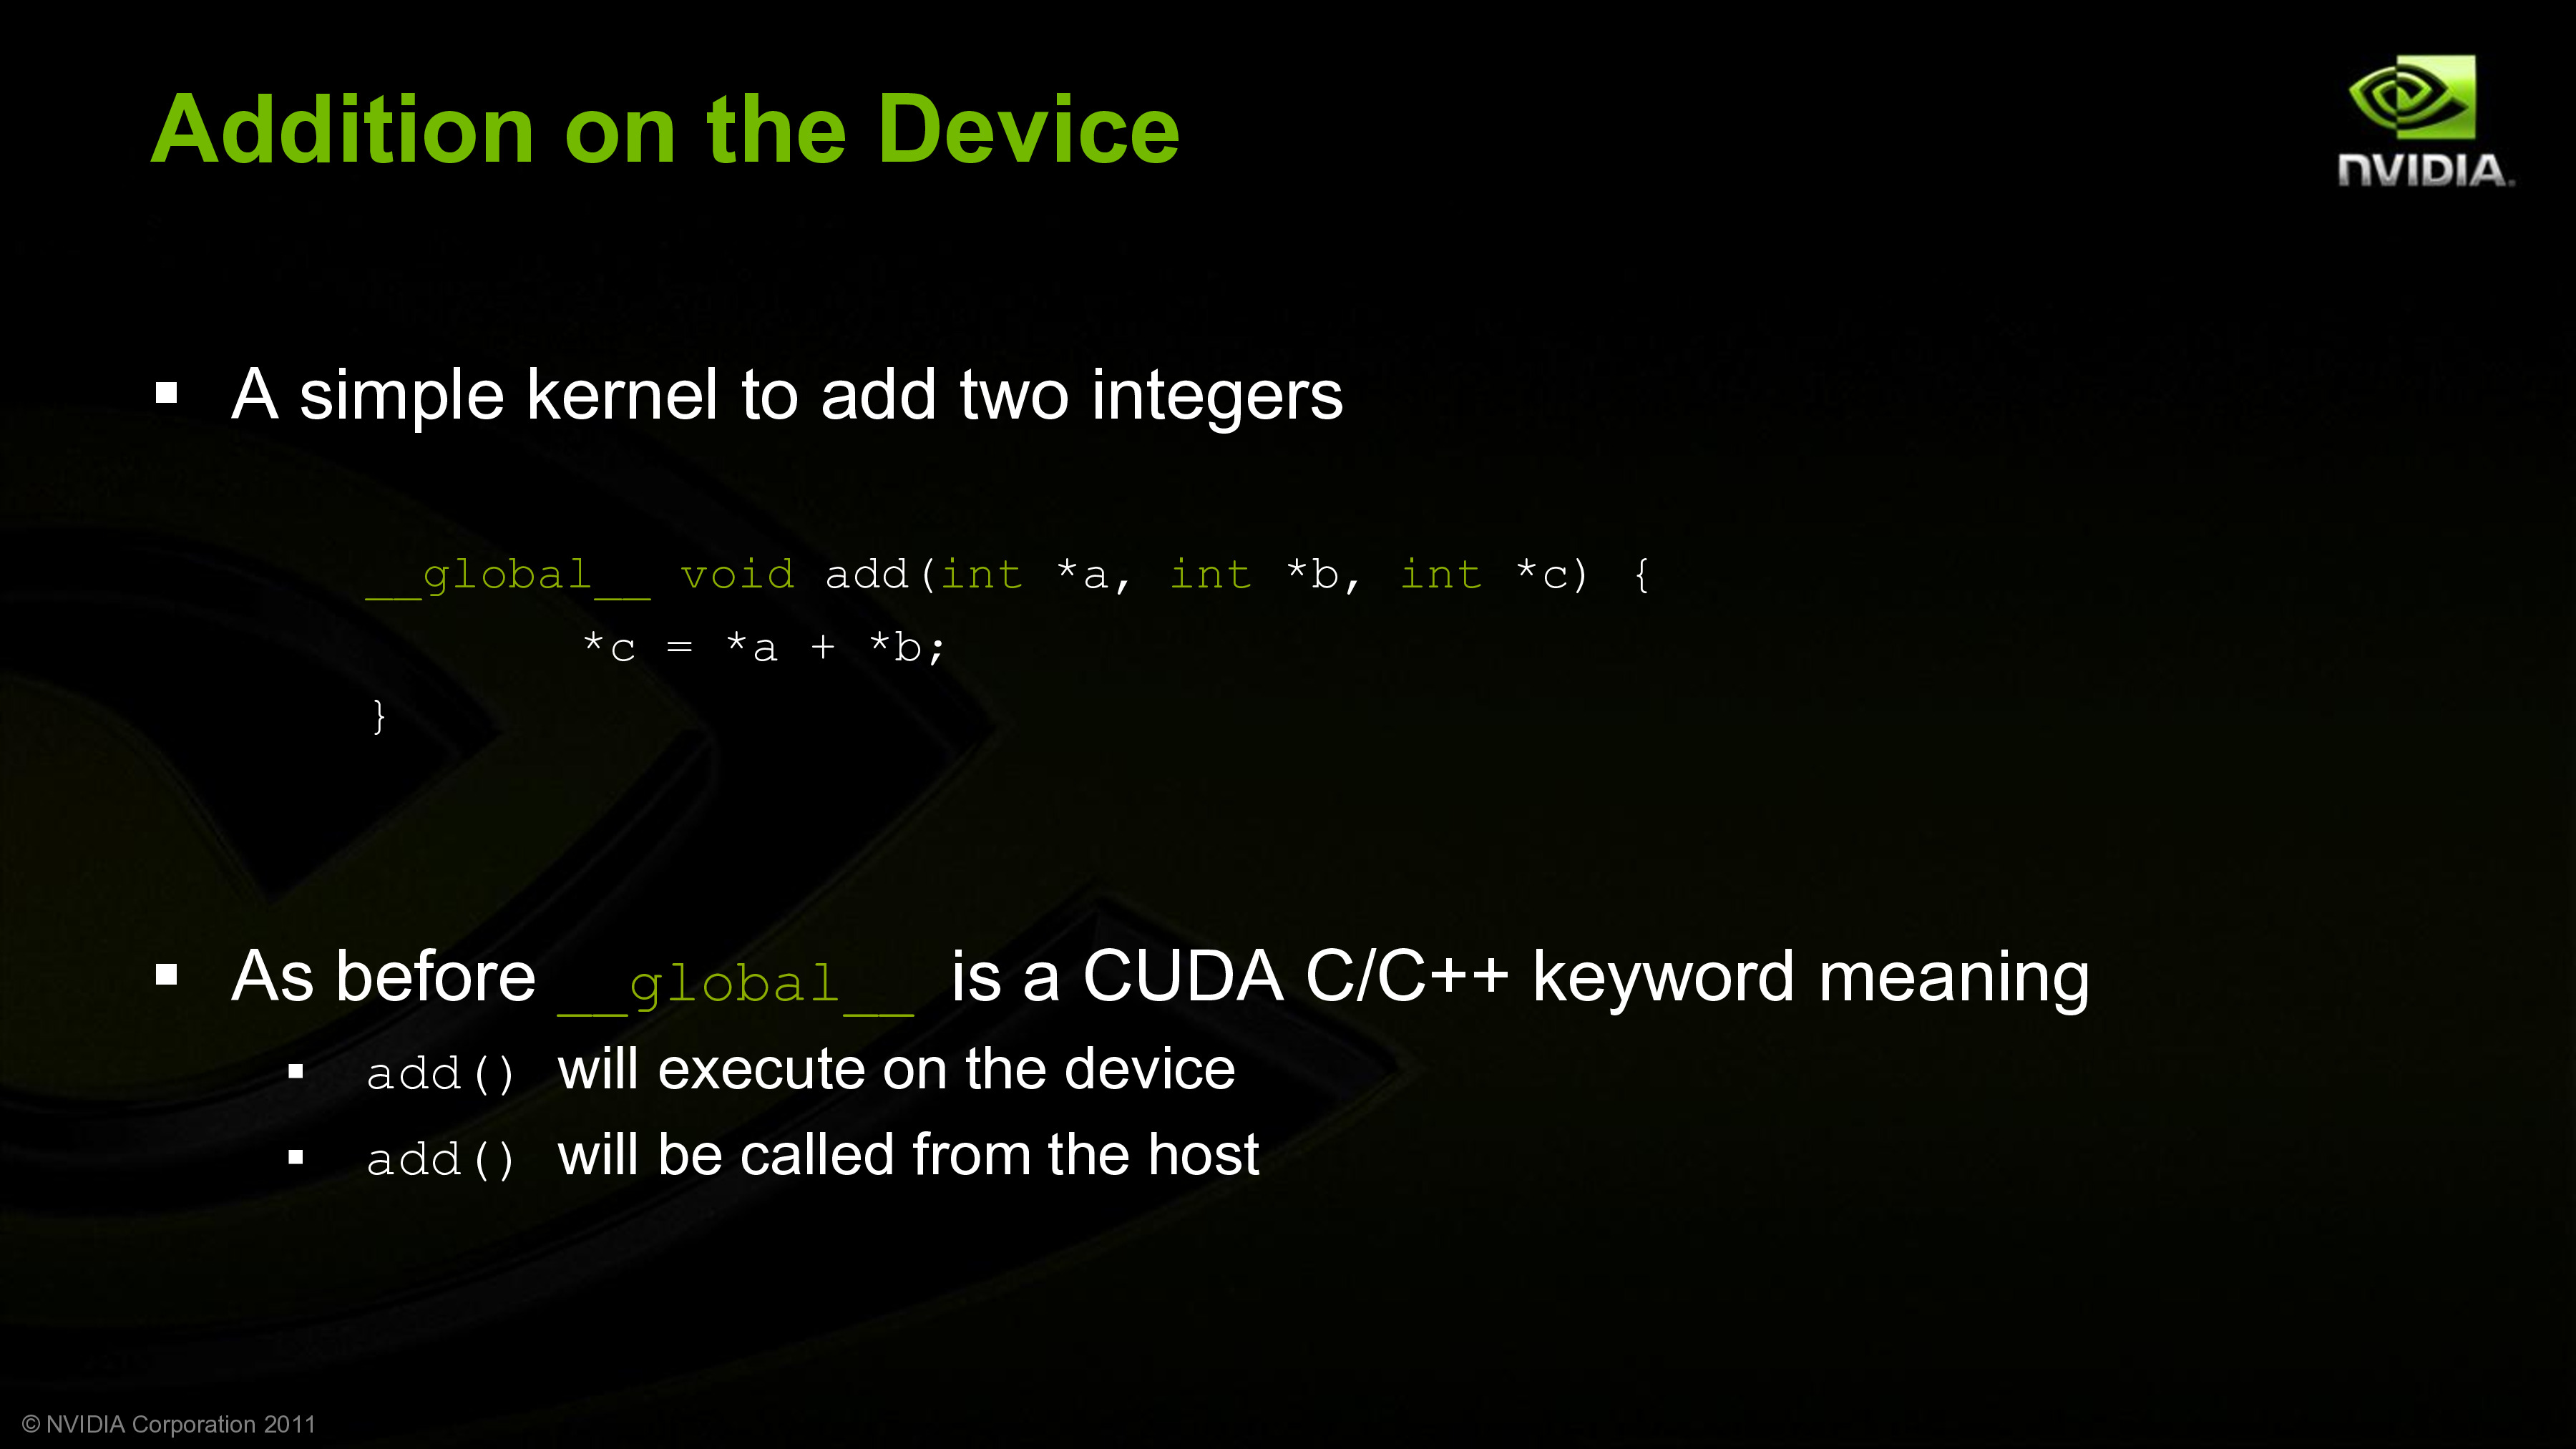 Addition on the Device
NVIDIA.
▪ A simple kernel to add two integers
__global__ void add(int *a, int *b, int *c) {
*c = *a + *b;
}
▪ As before __global__ is a CUDA C/C++ keyword meaning
▪ add() will execute on the device
▪ add() will be called from the host
© NVIDIA Corporation 2011